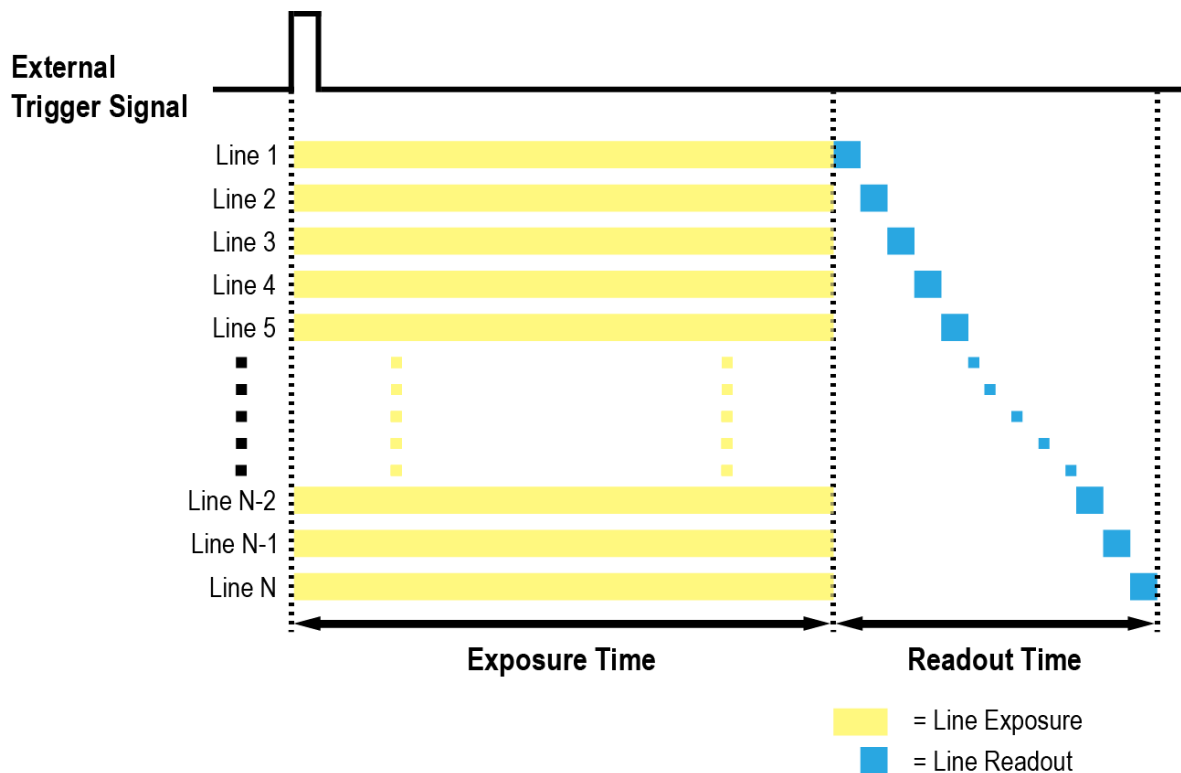 External
Trigger Signal
Line 1
Line 2
Line 3
Line 4
Line 5
Line N-2
Line N-1
Line N
Exposure Time
Readout Time
= Line Exposure
= Line Readout